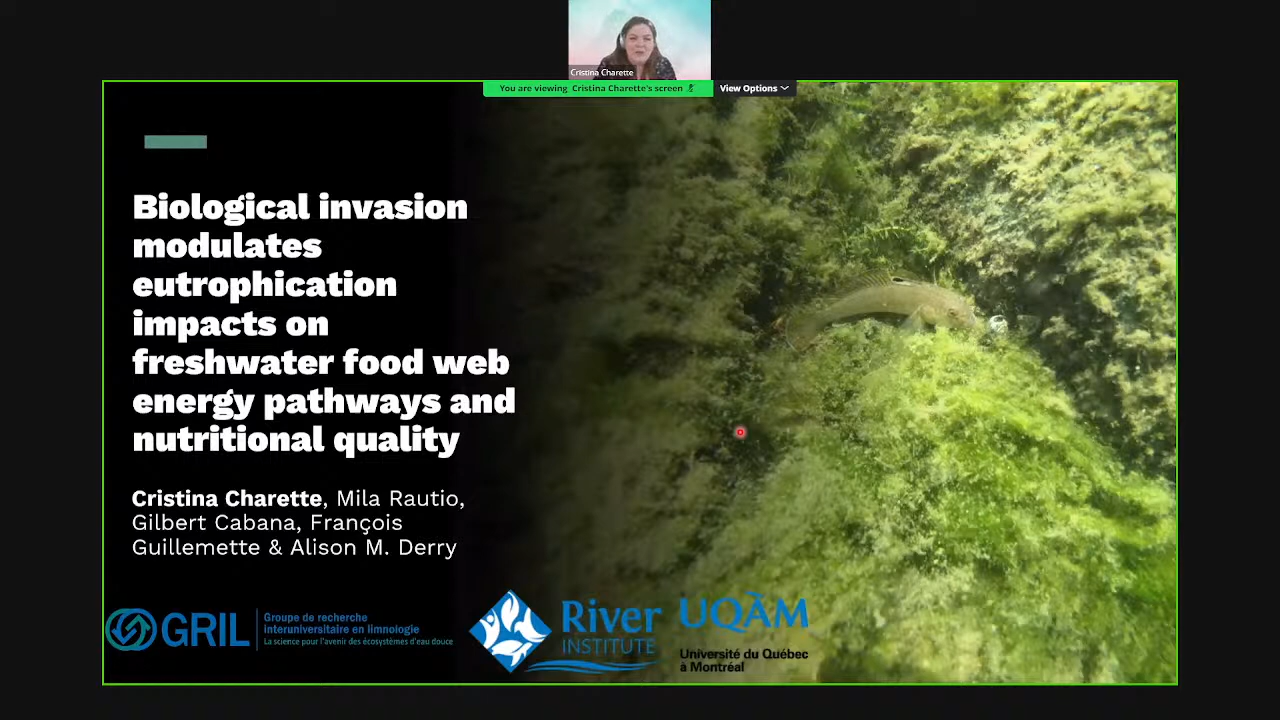 Cristina Charette
You are viewing Cristina Charette's screen
View Options
Biological invasion
modulates
eutrophication
impacts on
freshwater food web
energy pathways and
nutritional quality
Cristina Charette, Mila Rautio,
Gilbert Cabana, François
Guillemette & Alison M. Derry
GRIL
Groupe de recherche
interuniversitaire en limnologie
La science pour l'avenir des écosystèmes d'eau douce
River
INSTITUTE
UQÀM
Université du Québec
à Montréal